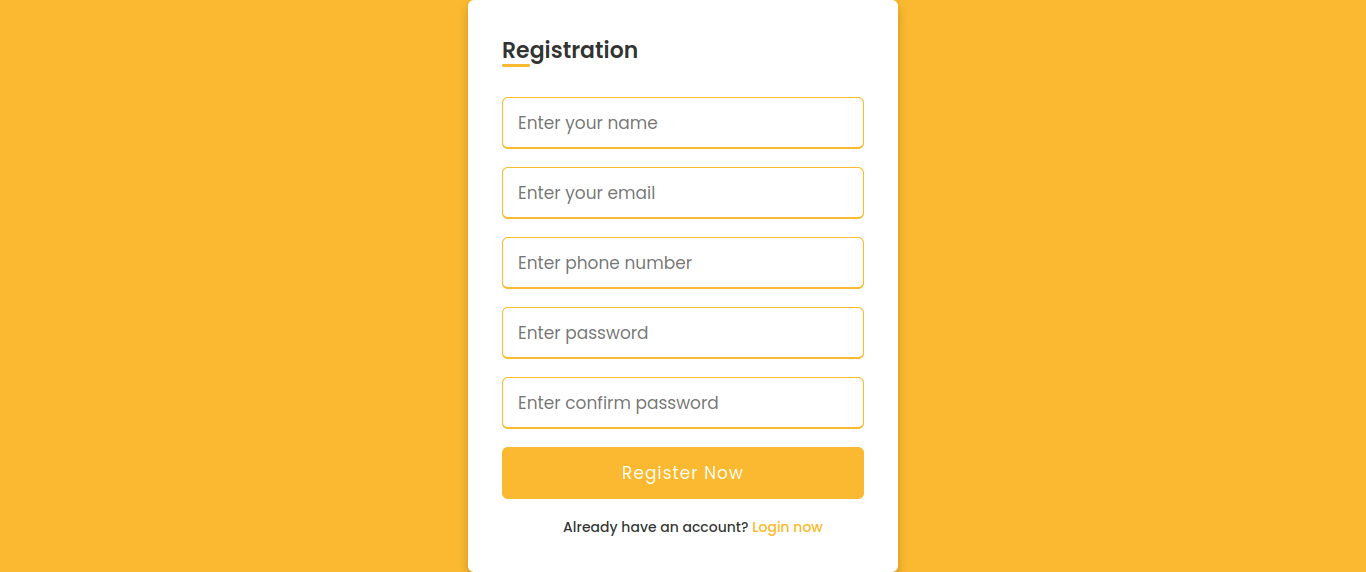 Registration
Enter your name
Enter your email
Enter phone number
Enter password
Enter confirm password
Register Now
Already have an account? Login now